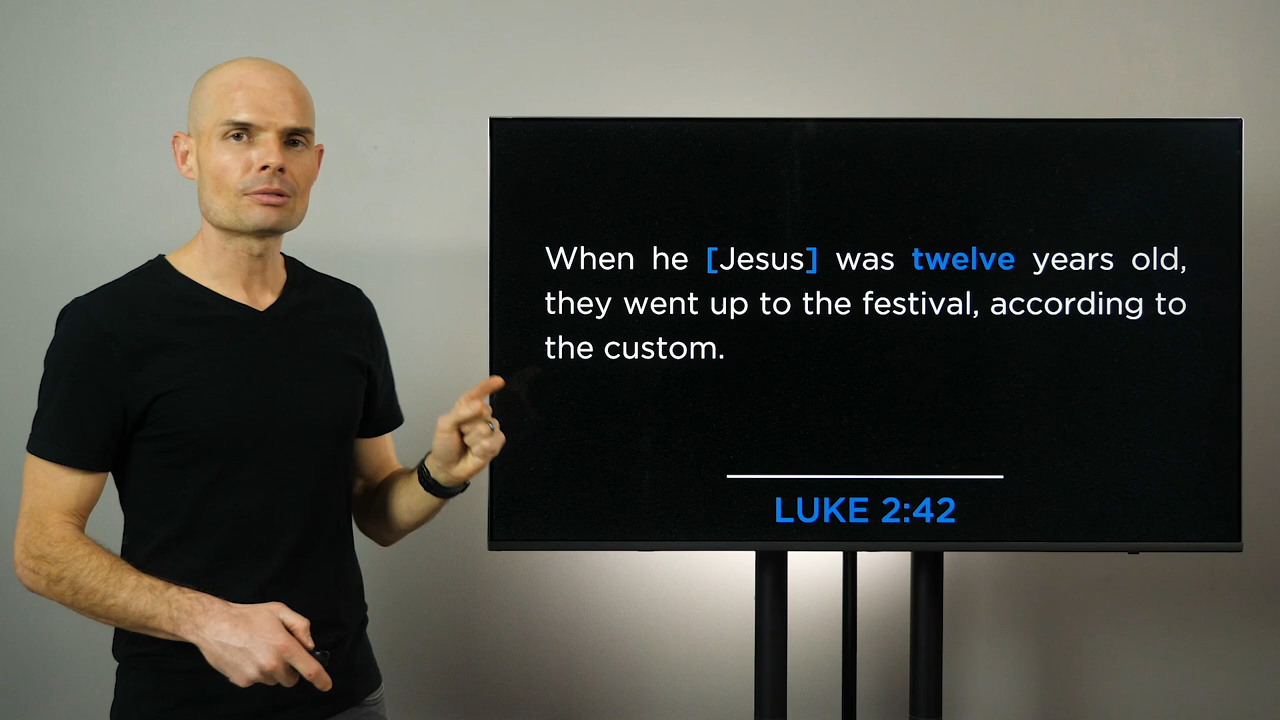 When he [Jesus] was twelve years old,
they went up to the festival, according to
the custom.
LUKE 2:42